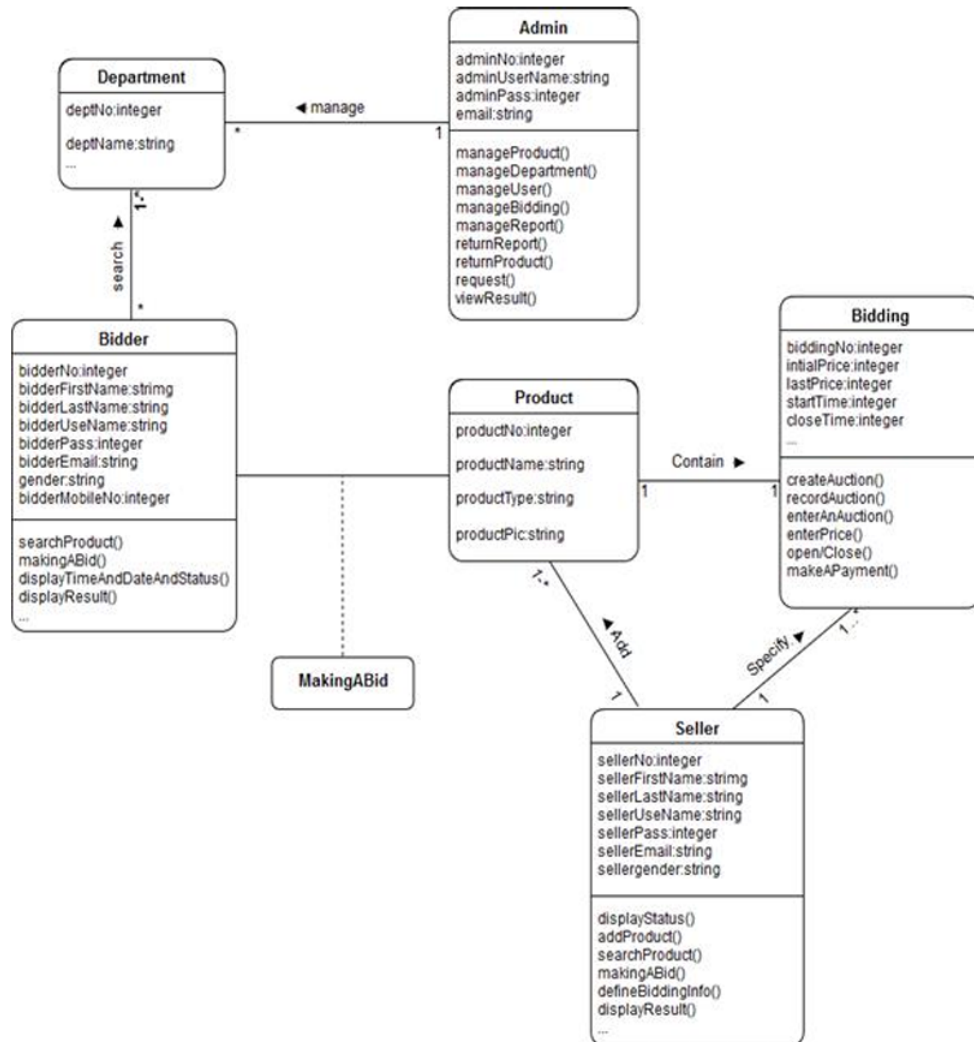 Admin
adminNo:integer
adminUserName:string
adminPass:integer
email:string
manageProduct()
manageDepartment()
manageUser()
manageBidding()
manageReport()
returnReport()
returnProduct()
request()
viewResult()
Department
deptNo:integer
deptName:string
...
◄ manage
*
1
1..*
search ►
*
Bidder
bidderNo:integer
bidderFirstName:strimg
bidderLastName:string
bidderUseName:string
bidderPass:integer
bidderEmail:string
gender:string
bidderMobileNo:integer
searchProduct()
makingABid()
displayTimeAndDateAndStatus()
displayResult()
...
Product
productNo:integer
productName:string
productType:string
productPic:string
Contain ►
1
1
Bidding
biddingNo:integer
intialPrice:integer
lastPrice:integer
startTime:integer
closeTime:integer
...
createAuction()
recordAuction()
enterAnAuction()
enterPrice()
open/Close()
makeAPayment()
MakingABid
1..*
◄ Add
1
1..*
Specify ►
1
Seller
sellerNo:integer
sellerFirstName:strimg
sellerLastName:string
sellerUseName:string
sellerPass:integer
sellerEmail:string
sellergender:string
displayStatus()
addProduct()
searchProduct()
makingABid()
defineBiddingInfo()
displayResult()
...